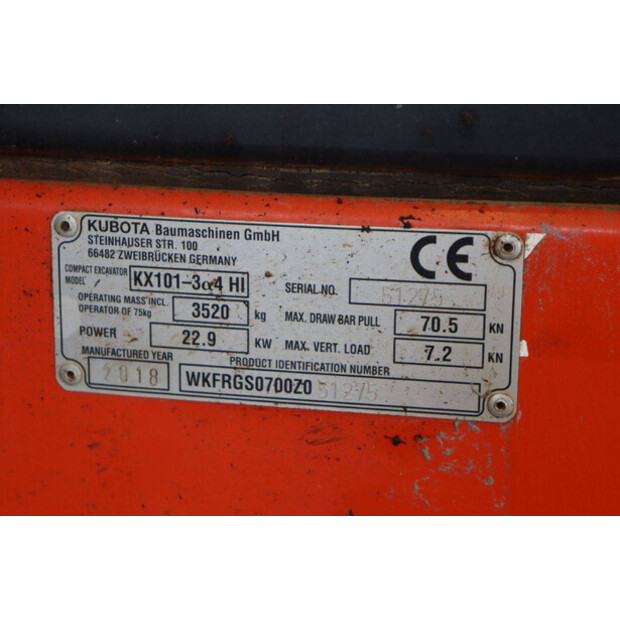 KUBOTA Baumaschinen GmbH
STEINHAUSER STR. 100
66482 ZWEIBRÜCKEN GERMANY
CE
COMPACT EXCAVATOR MODEL KX101-3α4 HI SERIAL NO. 51275
OPERATING MASS INCL. OPERATOR OF 75kg 3520 kg MAX. DRAW BAR PULL 70.5 KN
POWER 22.9 KW MAX. VERT. LOAD 7.2 KN
MANUFACTURED YEAR PRODUCT IDENTIFICATION NUMBER
2018 WKFRGS0700Z051275